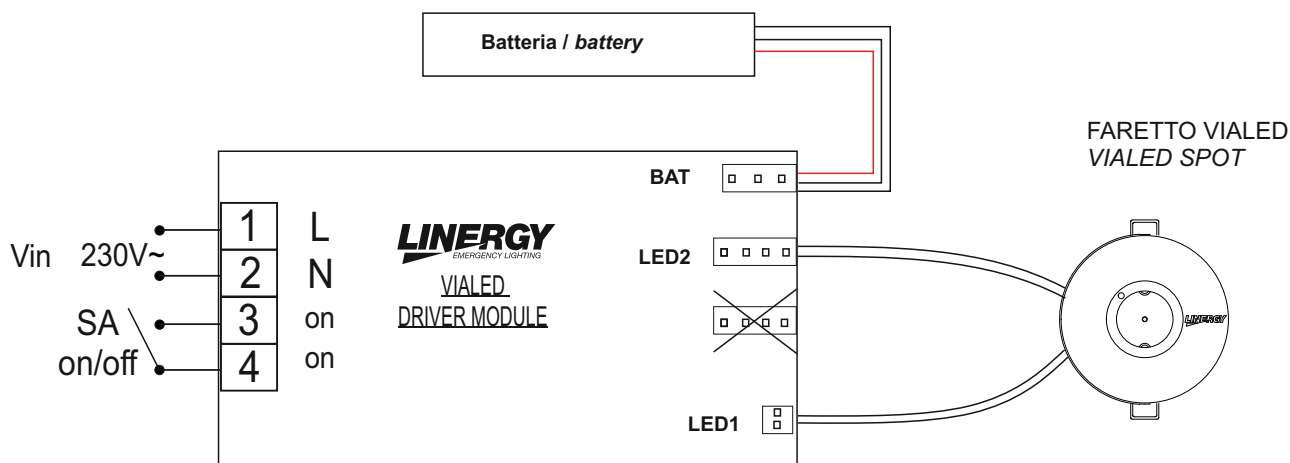 Batteria / battery
FARETTO VIALED
VIALED SPOT
BAT
1 L
Vin 230V~
2 N
LINERGY
EMERGENCY LIGHTING
VIALED
DRIVER MODULE
LED2
SA
on/off
3 on
4 on
LINERGY
LED1